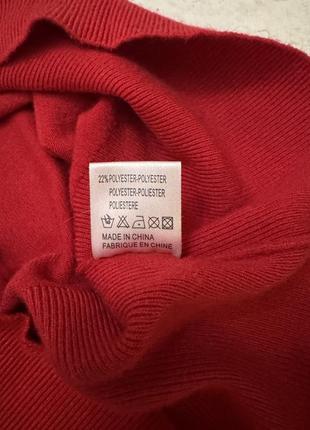 22%POLYESTER-POLYESTER
POLYESTER-POLIESTER
POLIESTERE
MADE IN CHINA
FABRIQUE EN CHINE